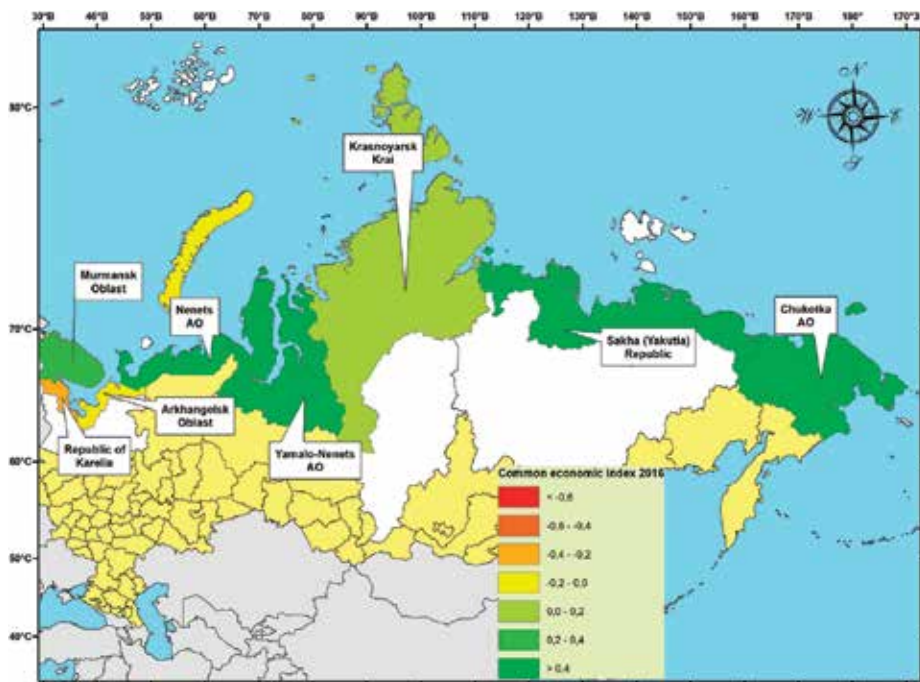 30°В 40°В 50°В 60°В 70°В 80°В 90°В 100°В 110°В 120°В 130°В 140°В 150°В 160°В 170°В 180° 170°З
N
W E
S
80°С
70°С
60°С
50°С
40°С
Krasnoyarsk
Krai
Murmansk
Oblast
Nenets
AO
Chukotka
AO
Sakha (Yakutia)
Republic
Arkhangelsk
Oblast
Republic of
Karelia
Yamalo-Nenets
AO
Common economic index 2016
< -0,6
-0,6 - -0,4
-0,4 - -0,2
-0,2 - 0,0
0,0 - 0,2
0,2 - 0,4
> 0,4